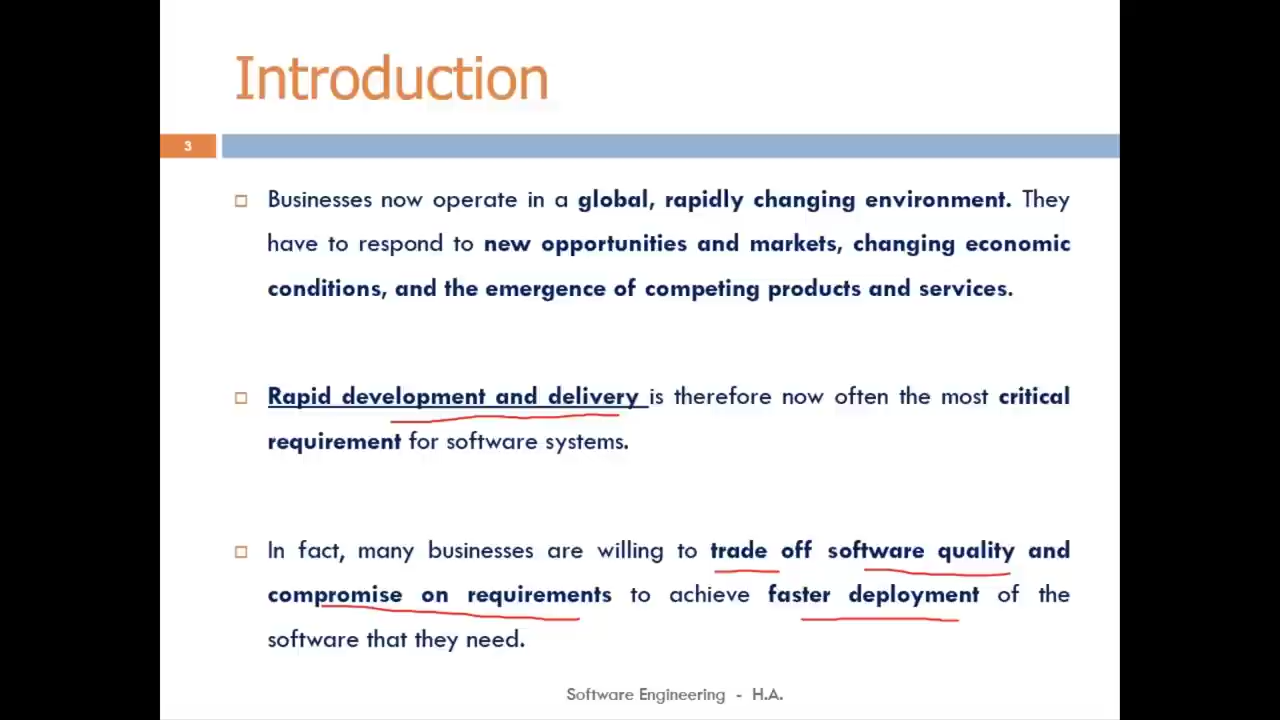 Introduction
3
Businesses now operate in a global, rapidly changing environment. They
have to respond to new opportunities and markets, changing economic
conditions, and the emergence of competing products and services.
Rapid development and delivery is therefore now often the most critical
requirement for software systems.
In fact, many businesses are willing to trade off software quality and
compromise on requirements to achieve faster deployment of the
software that they need.
Software Engineering - H.A.